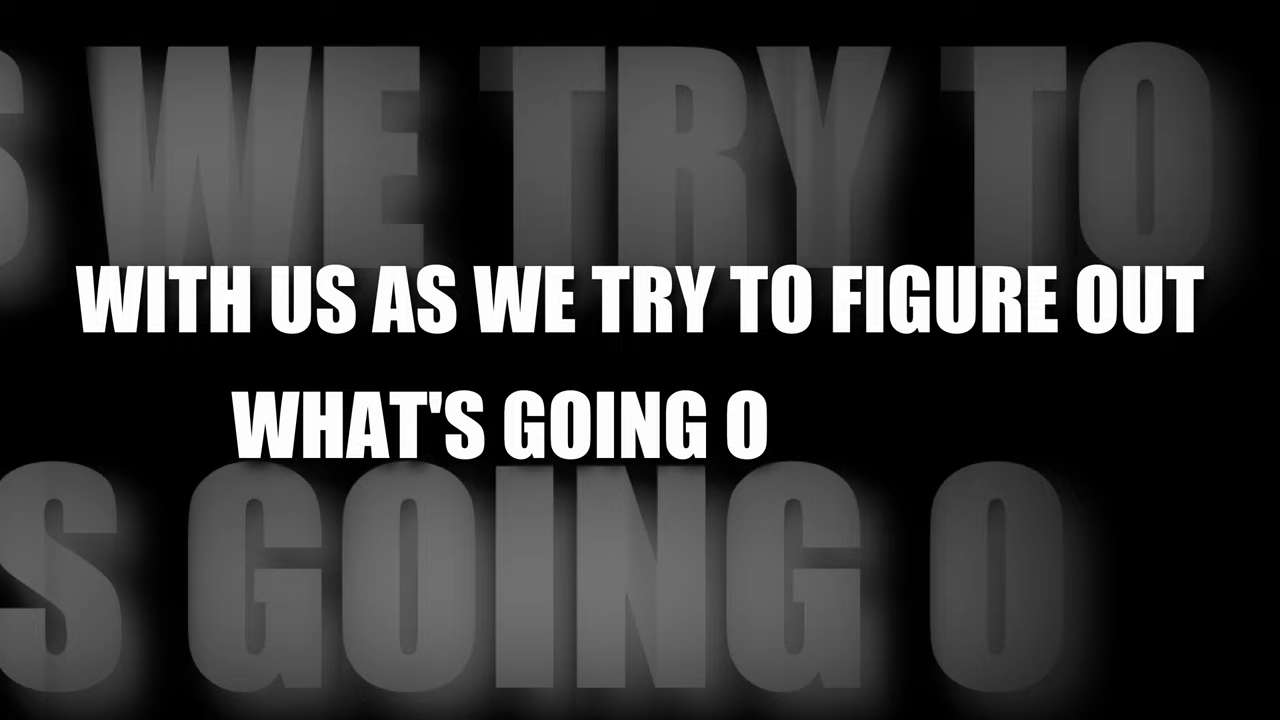 S WE TRY TO
WITH US AS WE TRY TO FIGURE OUT
WHAT'S GOING O
S GOING O